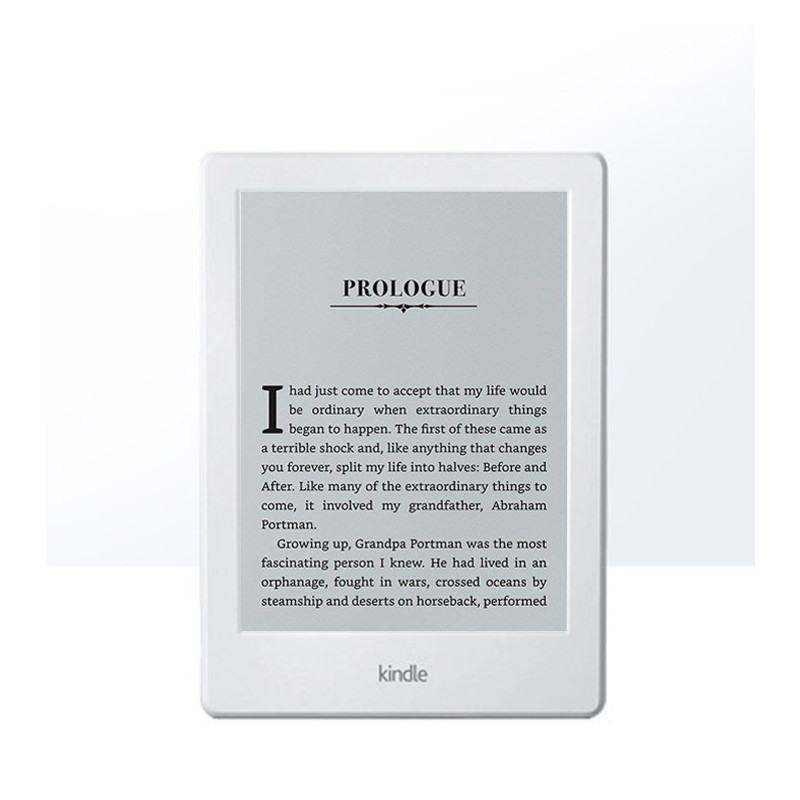 PROLOGUE
I had just come to accept that my life would
be ordinary when extraordinary things
began to happen. The first of these came as
a terrible shock and, like anything that changes
you forever, split my life into halves: Before and
After. Like many of the extraordinary things to
come, it involved my grandfather, Abraham
Portman.
Growing up, Grandpa Portman was the most
fascinating person I knew. He had lived in an
orphanage, fought in wars, crossed oceans by
steamship and deserts on horseback, performed
kindle